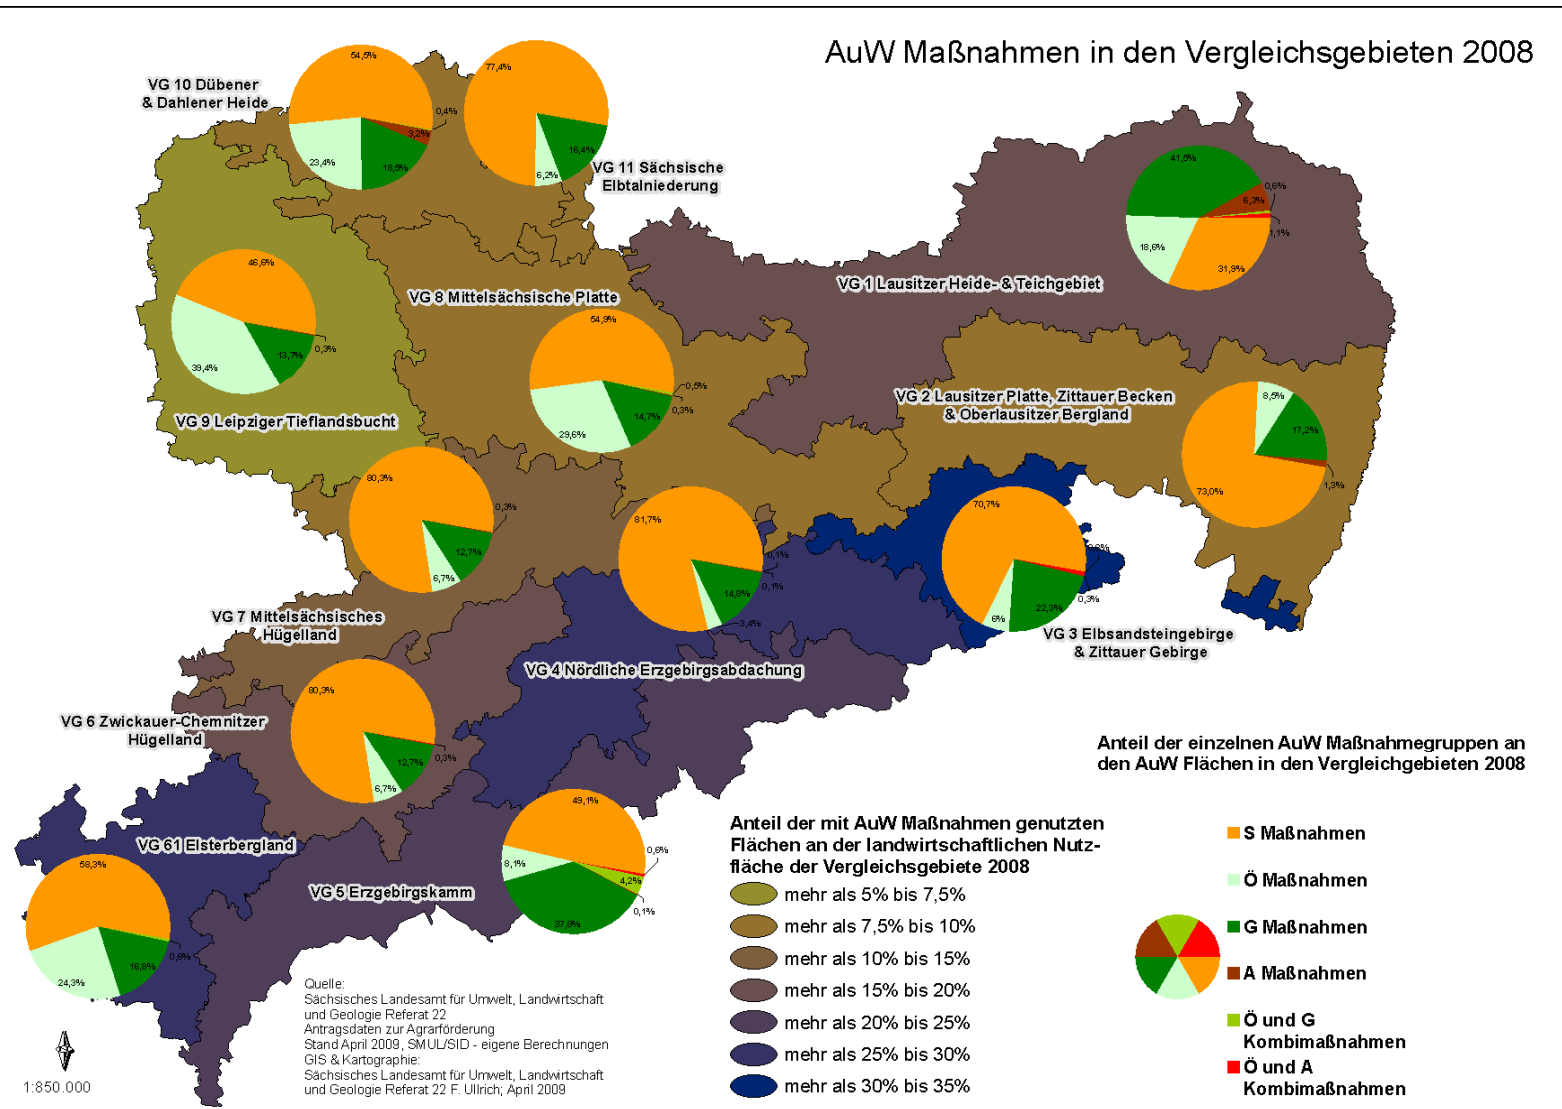 AuW Maßnahmen in den Vergleichsgebieten 2008
VG 10 Dübener
& Dahlener Heide
54,5%
0,4%
3,2%
18,5%
23,4%
77,4%
16,4%
6,2%
VG 11 Sächsische
Elbtalniederung
41,5%
0,6%
6,3%
1,1%
31,9%
18,6%
VG 1 Lausitzer Heide- & Teichgebiet
46,6%
0,3%
13,7%
39,4%
VG 9 Leipziger Tieflandsbucht
VG 8 Mittelsächsische Platte
54,9%
0,5%
0,3%
14,7%
29,6%
VG 2 Lausitzer Platte, Zittauer Becken
& Oberlausitzer Bergland
8,5%
17,2%
1,3%
73,0%
80,3%
0,3%
12,7%
6,7%
VG 7 Mittelsächsisches
Hügelland
81,7%
0,1%
0,1%
14,8%
3,4%
VG 4 Nördliche Erzgebirgsabdachung
70,7%
0,3%
22,3%
6%
VG 3 Elbsandsteingebirge
& Zittauer Gebirge
80,3%
0,3%
12,7%
6,7%
VG 6 Zwickauer-Chemnitzer
Hügelland
VG 61 Elsterbergland
58,3%
0,6%
16,8%
24,3%
49,1%
0,6%
4,2%
0,1%
37,8%
8,1%
VG 5 Erzgebirgskamm
Anteil der mit AuW Maßnahmen genutzten
Flächen an der landwirtschaftlichen Nutz-
fläche der Vergleichsgebiete 2008
mehr als 5% bis 7,5%
mehr als 7,5% bis 10%
mehr als 10% bis 15%
mehr als 15% bis 20%
mehr als 20% bis 25%
mehr als 25% bis 30%
mehr als 30% bis 35%
Anteil der einzelnen AuW Maßnahmegruppen an
den AuW Flächen in den Vergleichgebieten 2008
S Maßnahmen
Ö Maßnahmen
G Maßnahmen
A Maßnahmen
Ö und G
Kombimaßnahmen
Ö und A
Kombimaßnahmen
Quelle:
Sächsisches Landesamt für Umwelt, Landwirtschaft
und Geologie Referat 22
Antragsdaten zur Agrarförderung
Stand April 2009, SMUL/SID - eigene Berechnungen
GIS & Kartographie:
Sächsisches Landesamt für Umwelt, Landwirtschaft
und Geologie Referat 22 F. Ullrich; April 2009
1:850.000